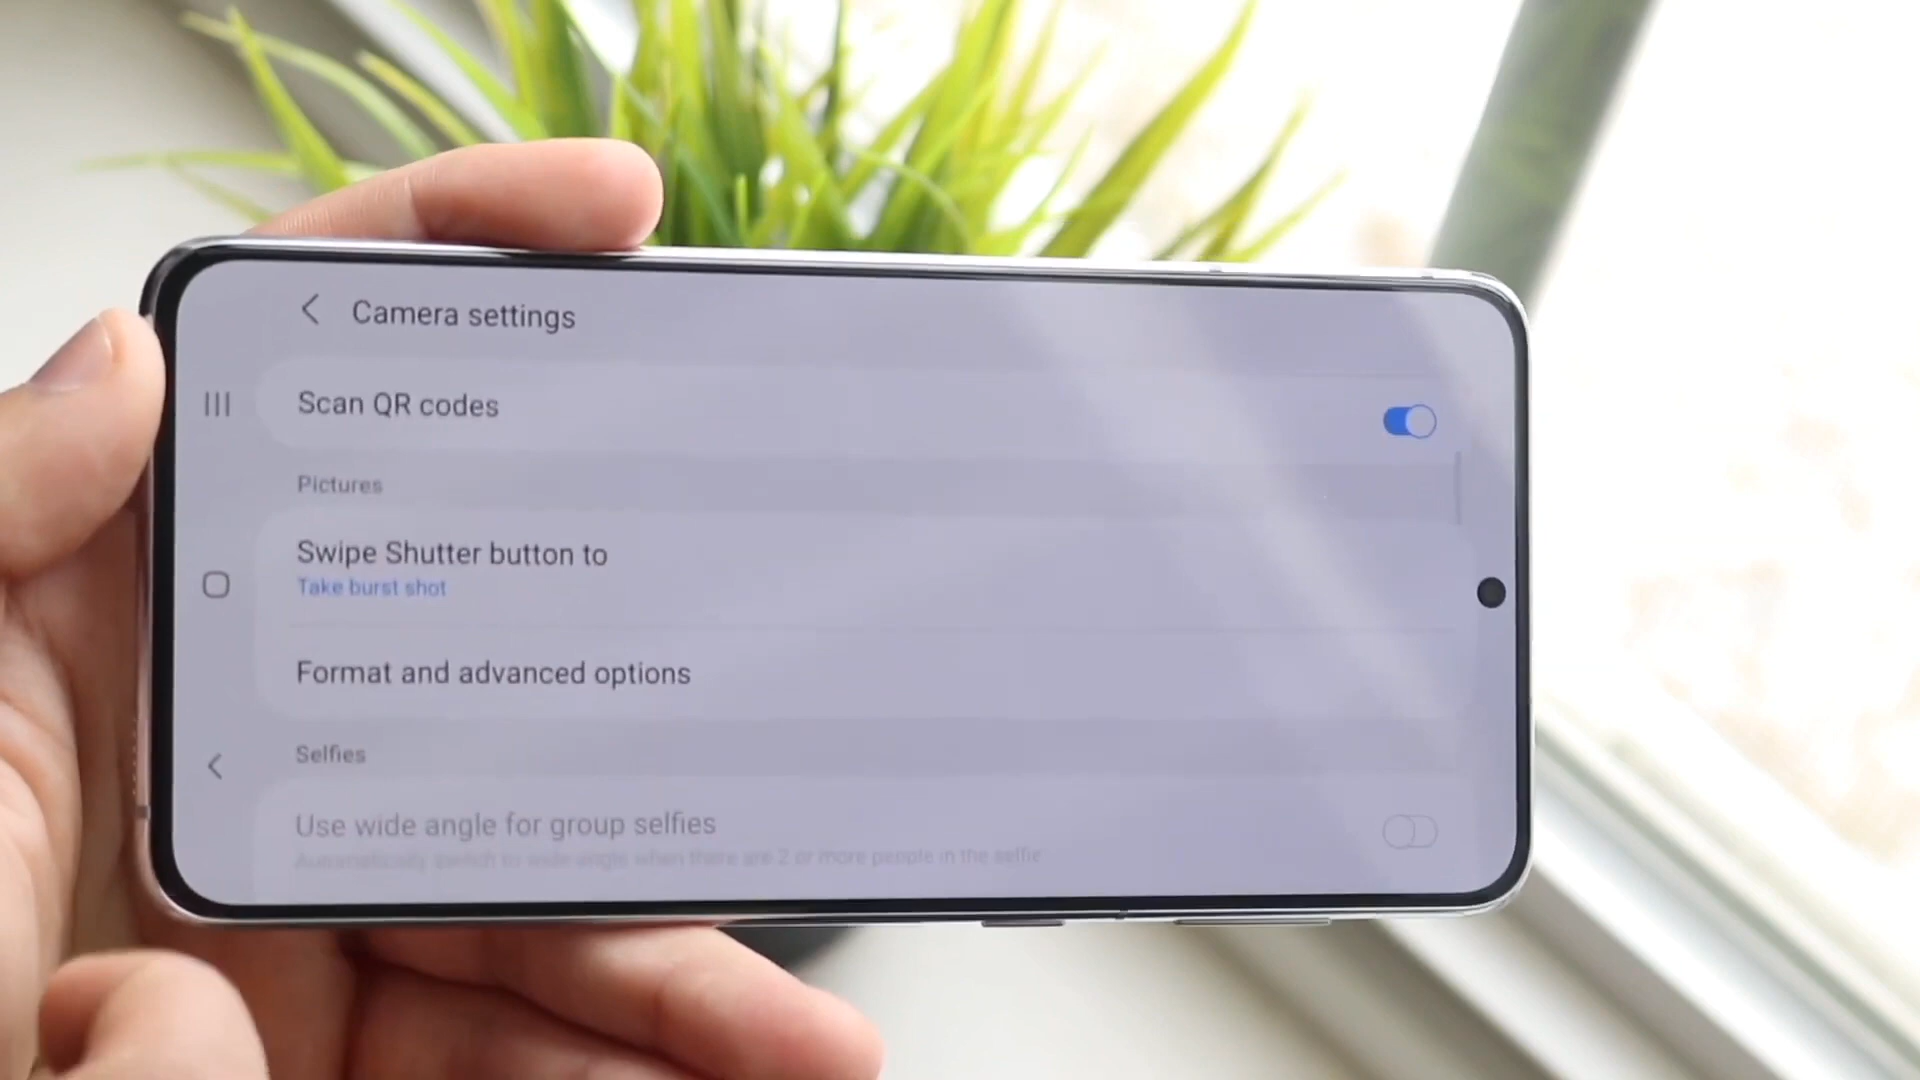 Camera settings
Scan QR codes
Pictures
Swipe Shutter button to
Take burst shot
Format and advanced options
Selfies
Use wide angle for group selfies
Automatically switch to wide angle when there are 2 or more people in the selfie